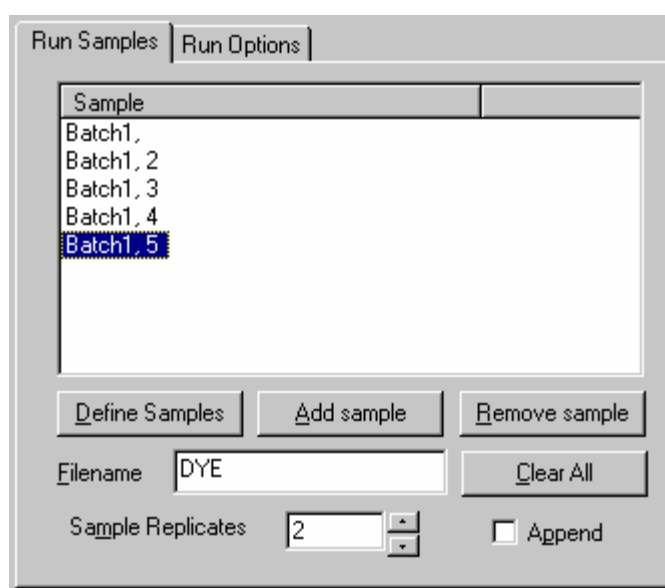 Run Samples Run Options
Sample
Batch1,
Batch1, 2
Batch1, 3
Batch1, 4
Batch1, 5
Define Samples Add sample Remove sample
Filename DYE Clear All
Sample Replicates 2 Append